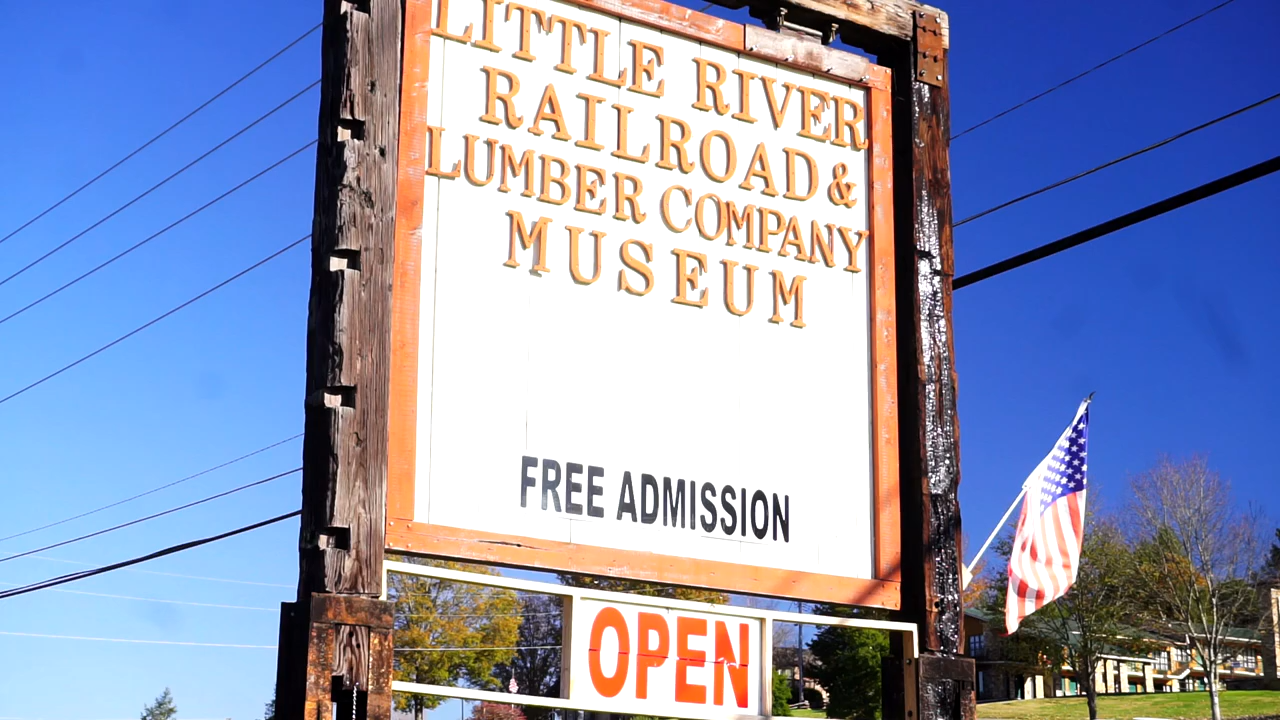 LITTLE RIVER
RAILROAD &
LUMBER COMPANY
MUSEUM
FREE ADMISSION
OPEN